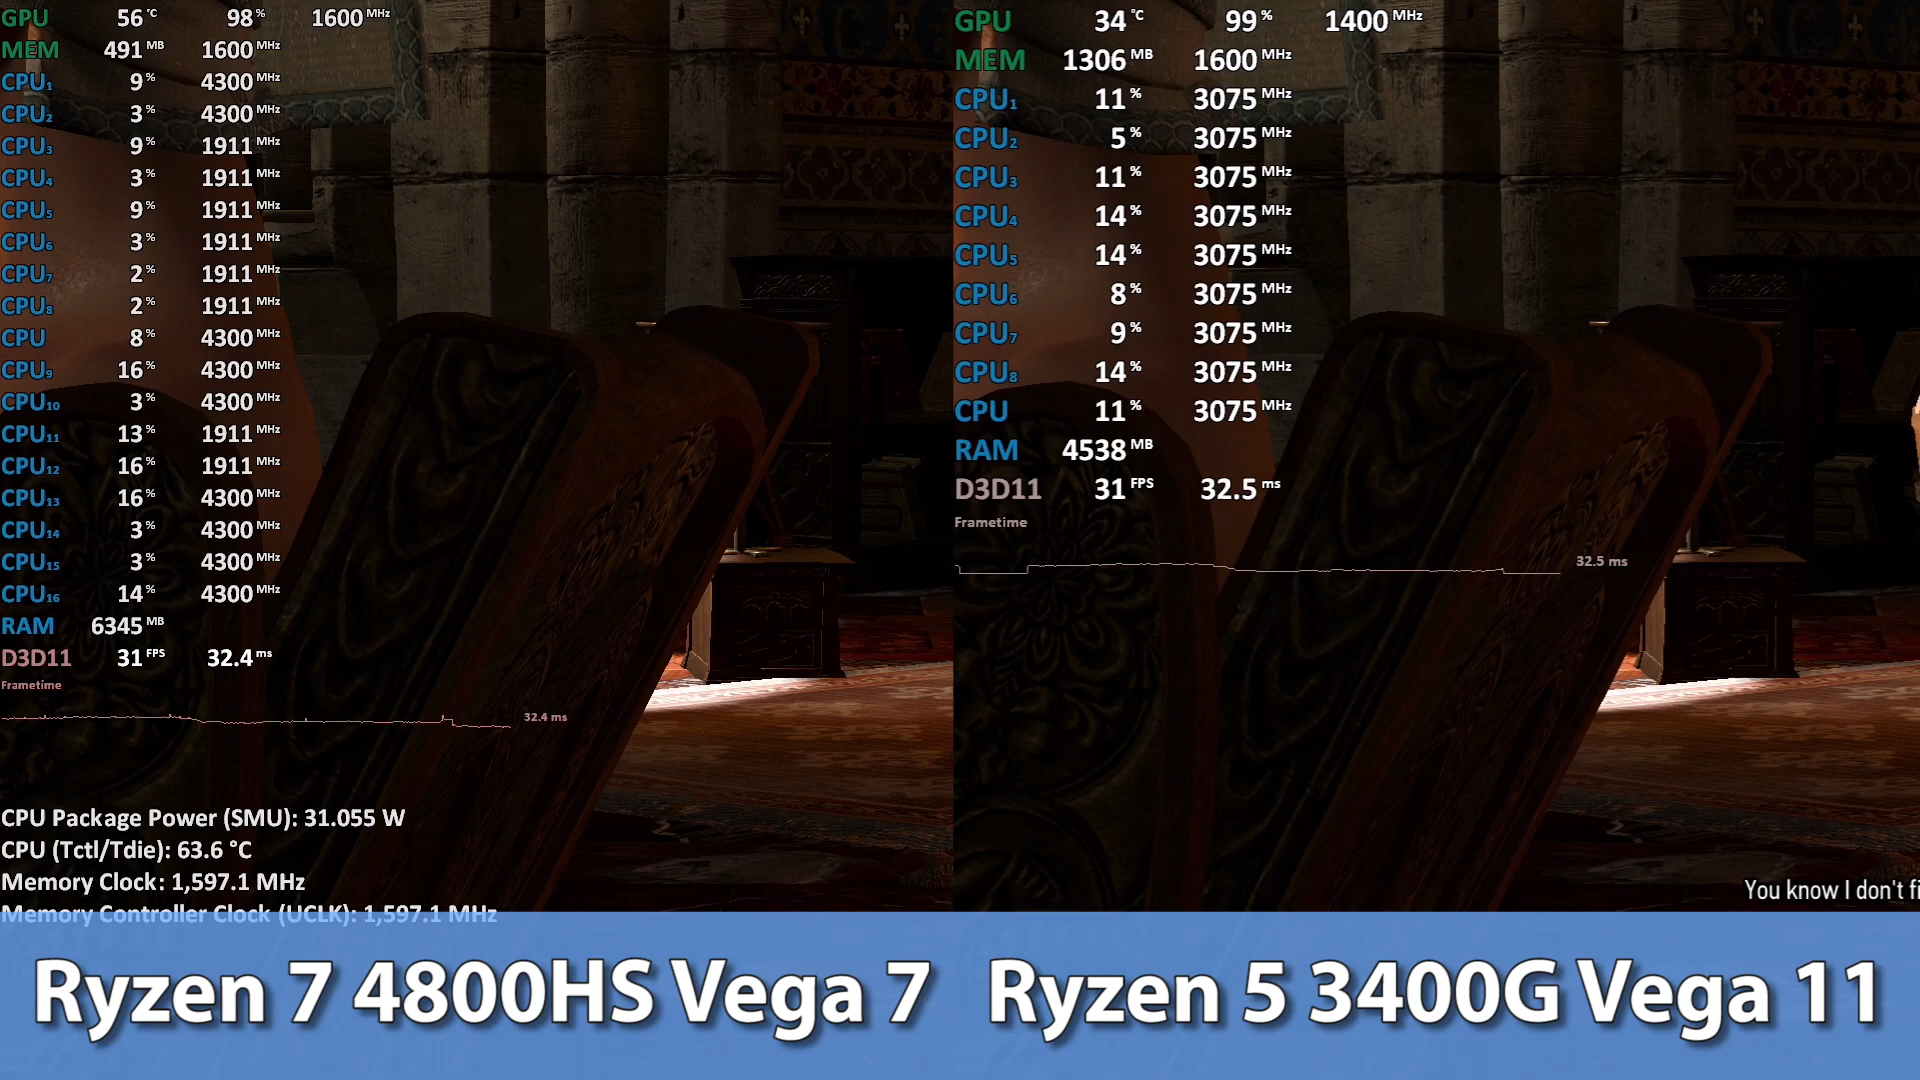 GPU 56 °C 98 % 1600 MHz
MEM 491 MB 1600 MHz
CPU1 9 % 4300 MHz
CPU2 3 % 4300 MHz
CPU3 9 % 1911 MHz
CPU4 3 % 1911 MHz
CPU5 9 % 1911 MHz
CPU6 3 % 1911 MHz
CPU7 2 % 1911 MHz
CPU8 2 % 1911 MHz
CPU 8 % 4300 MHz
CPU9 16 % 4300 MHz
CPU10 3 % 4300 MHz
CPU11 13 % 1911 MHz
CPU12 16 % 1911 MHz
CPU13 16 % 4300 MHz
CPU14 3 % 4300 MHz
CPU15 3 % 4300 MHz
CPU16 14 % 4300 MHz
RAM 6345 MB
D3D11 31 FPS 32.4 ms
Frametime
32.4 ms
CPU Package Power (SMU): 31.055 W
CPU (Tctl/Tdie): 63.6 °C
Memory Clock: 1,597.1 MHz
Memory Controller Clock (UCLK): 1,597.1 MHz
Ryzen 7 4800HS Vega 7
GPU 34 °C 99 % 1400 MHz
MEM 1306 MB 1600 MHz
CPU1 11 % 3075 MHz
CPU2 5 % 3075 MHz
CPU3 11 % 3075 MHz
CPU4 14 % 3075 MHz
CPU5 14 % 3075 MHz
CPU6 8 % 3075 MHz
CPU7 9 % 3075 MHz
CPU8 14 % 3075 MHz
CPU 11 % 3075 MHz
RAM 4538 MB
D3D11 31 FPS 32.5 ms
Frametime
32.5 ms
You know I don't fi
Ryzen 5 3400G Vega 11